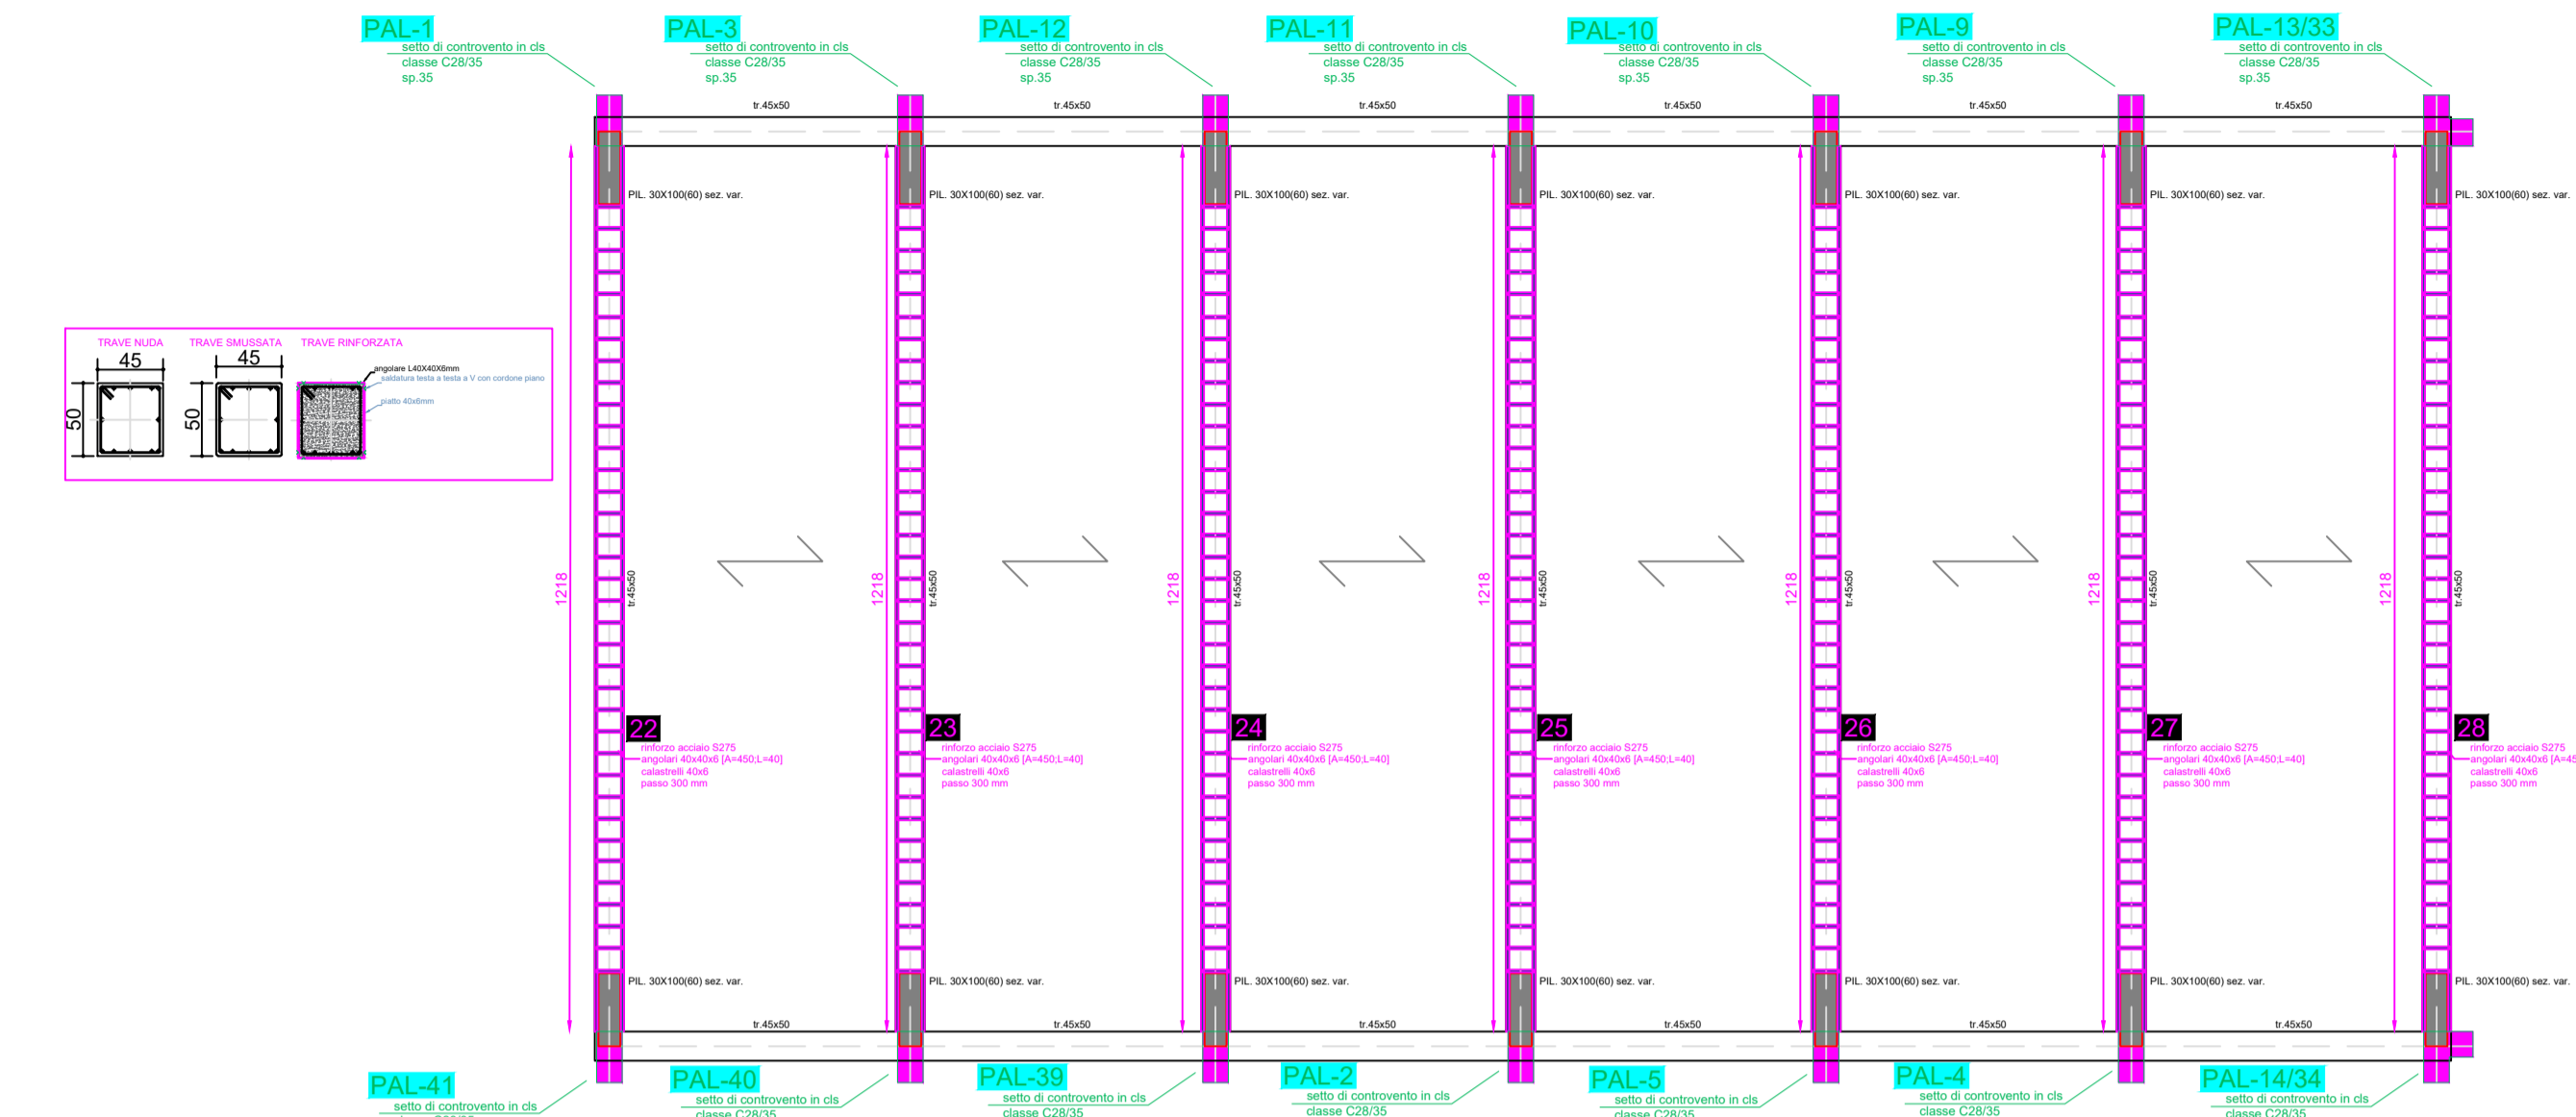 PAL-1
setto di controvento in cls
classe C28/35
sp.35
PAL-3
setto di controvento in cls
classe C28/35
sp.35
PAL-12
setto di controvento in cls
classe C28/35
sp.35
PAL-11
setto di controvento in cls
classe C28/35
sp.35
PAL-10
setto di controvento in cls
classe C28/35
sp.35
PAL-9
setto di controvento in cls
classe C28/35
sp.35
PAL-13/33
setto di controvento in cls
classe C28/35
sp.35
tr.45x50
tr.45x50
tr.45x50
tr.45x50
tr.45x50
tr.45x50
PIL. 30X100(60) sez. var.
PIL. 30X100(60) sez. var.
PIL. 30X100(60) sez. var.
PIL. 30X100(60) sez. var.
PIL. 30X100(60) sez. var.
PIL. 30X100(60) sez. var.
PIL. 30X100(60) sez. var.
TRAVE NUDA
TRAVE SMUSSATA
TRAVE RINFORZATA
45
45
50
50
angolare L40X40X6mm
saldatura testa a testa a V con cordone piano
piatto 40x6mm
1218
tr.45x50
1218
tr.45x50
1218
tr.45x50
1218
tr.45x50
1218
tr.45x50
1218
tr.45x50
1218
tr.45x50
22
rinforzo acciaio S275
angolari 40x40x6 [A=450;L=40]
calastrelli 40x6
passo 300 mm
23
rinforzo acciaio S275
angolari 40x40x6 [A=450;L=40]
calastrelli 40x6
passo 300 mm
24
rinforzo acciaio S275
angolari 40x40x6 [A=450;L=40]
calastrelli 40x6
passo 300 mm
25
rinforzo acciaio S275
angolari 40x40x6 [A=450;L=40]
calastrelli 40x6
passo 300 mm
26
rinforzo acciaio S275
angolari 40x40x6 [A=450;L=40]
calastrelli 40x6
passo 300 mm
27
rinforzo acciaio S275
angolari 40x40x6 [A=450;L=40]
calastrelli 40x6
passo 300 mm
28
rinforzo acciaio S275
angolari 40x40x6 [A=45
calastrelli 40x6
passo 300 mm
PIL. 30X100(60) sez. var.
PIL. 30X100(60) sez. var.
PIL. 30X100(60) sez. var.
PIL. 30X100(60) sez. var.
PIL. 30X100(60) sez. var.
PIL. 30X100(60) sez. var.
PIL. 30X100(60) sez. var.
tr.45x50
tr.45x50
tr.45x50
tr.45x50
tr.45x50
tr.45x50
PAL-41
setto di controvento in cls
PAL-40
setto di controvento in cls
classe C28/35
PAL-39
setto di controvento in cls
classe C28/35
PAL-2
setto di controvento in cls
classe C28/35
PAL-5
setto di controvento in cls
classe C28/35
PAL-4
setto di controvento in cls
classe C28/35
PAL-14/34
setto di controvento in cls
classe C28/35